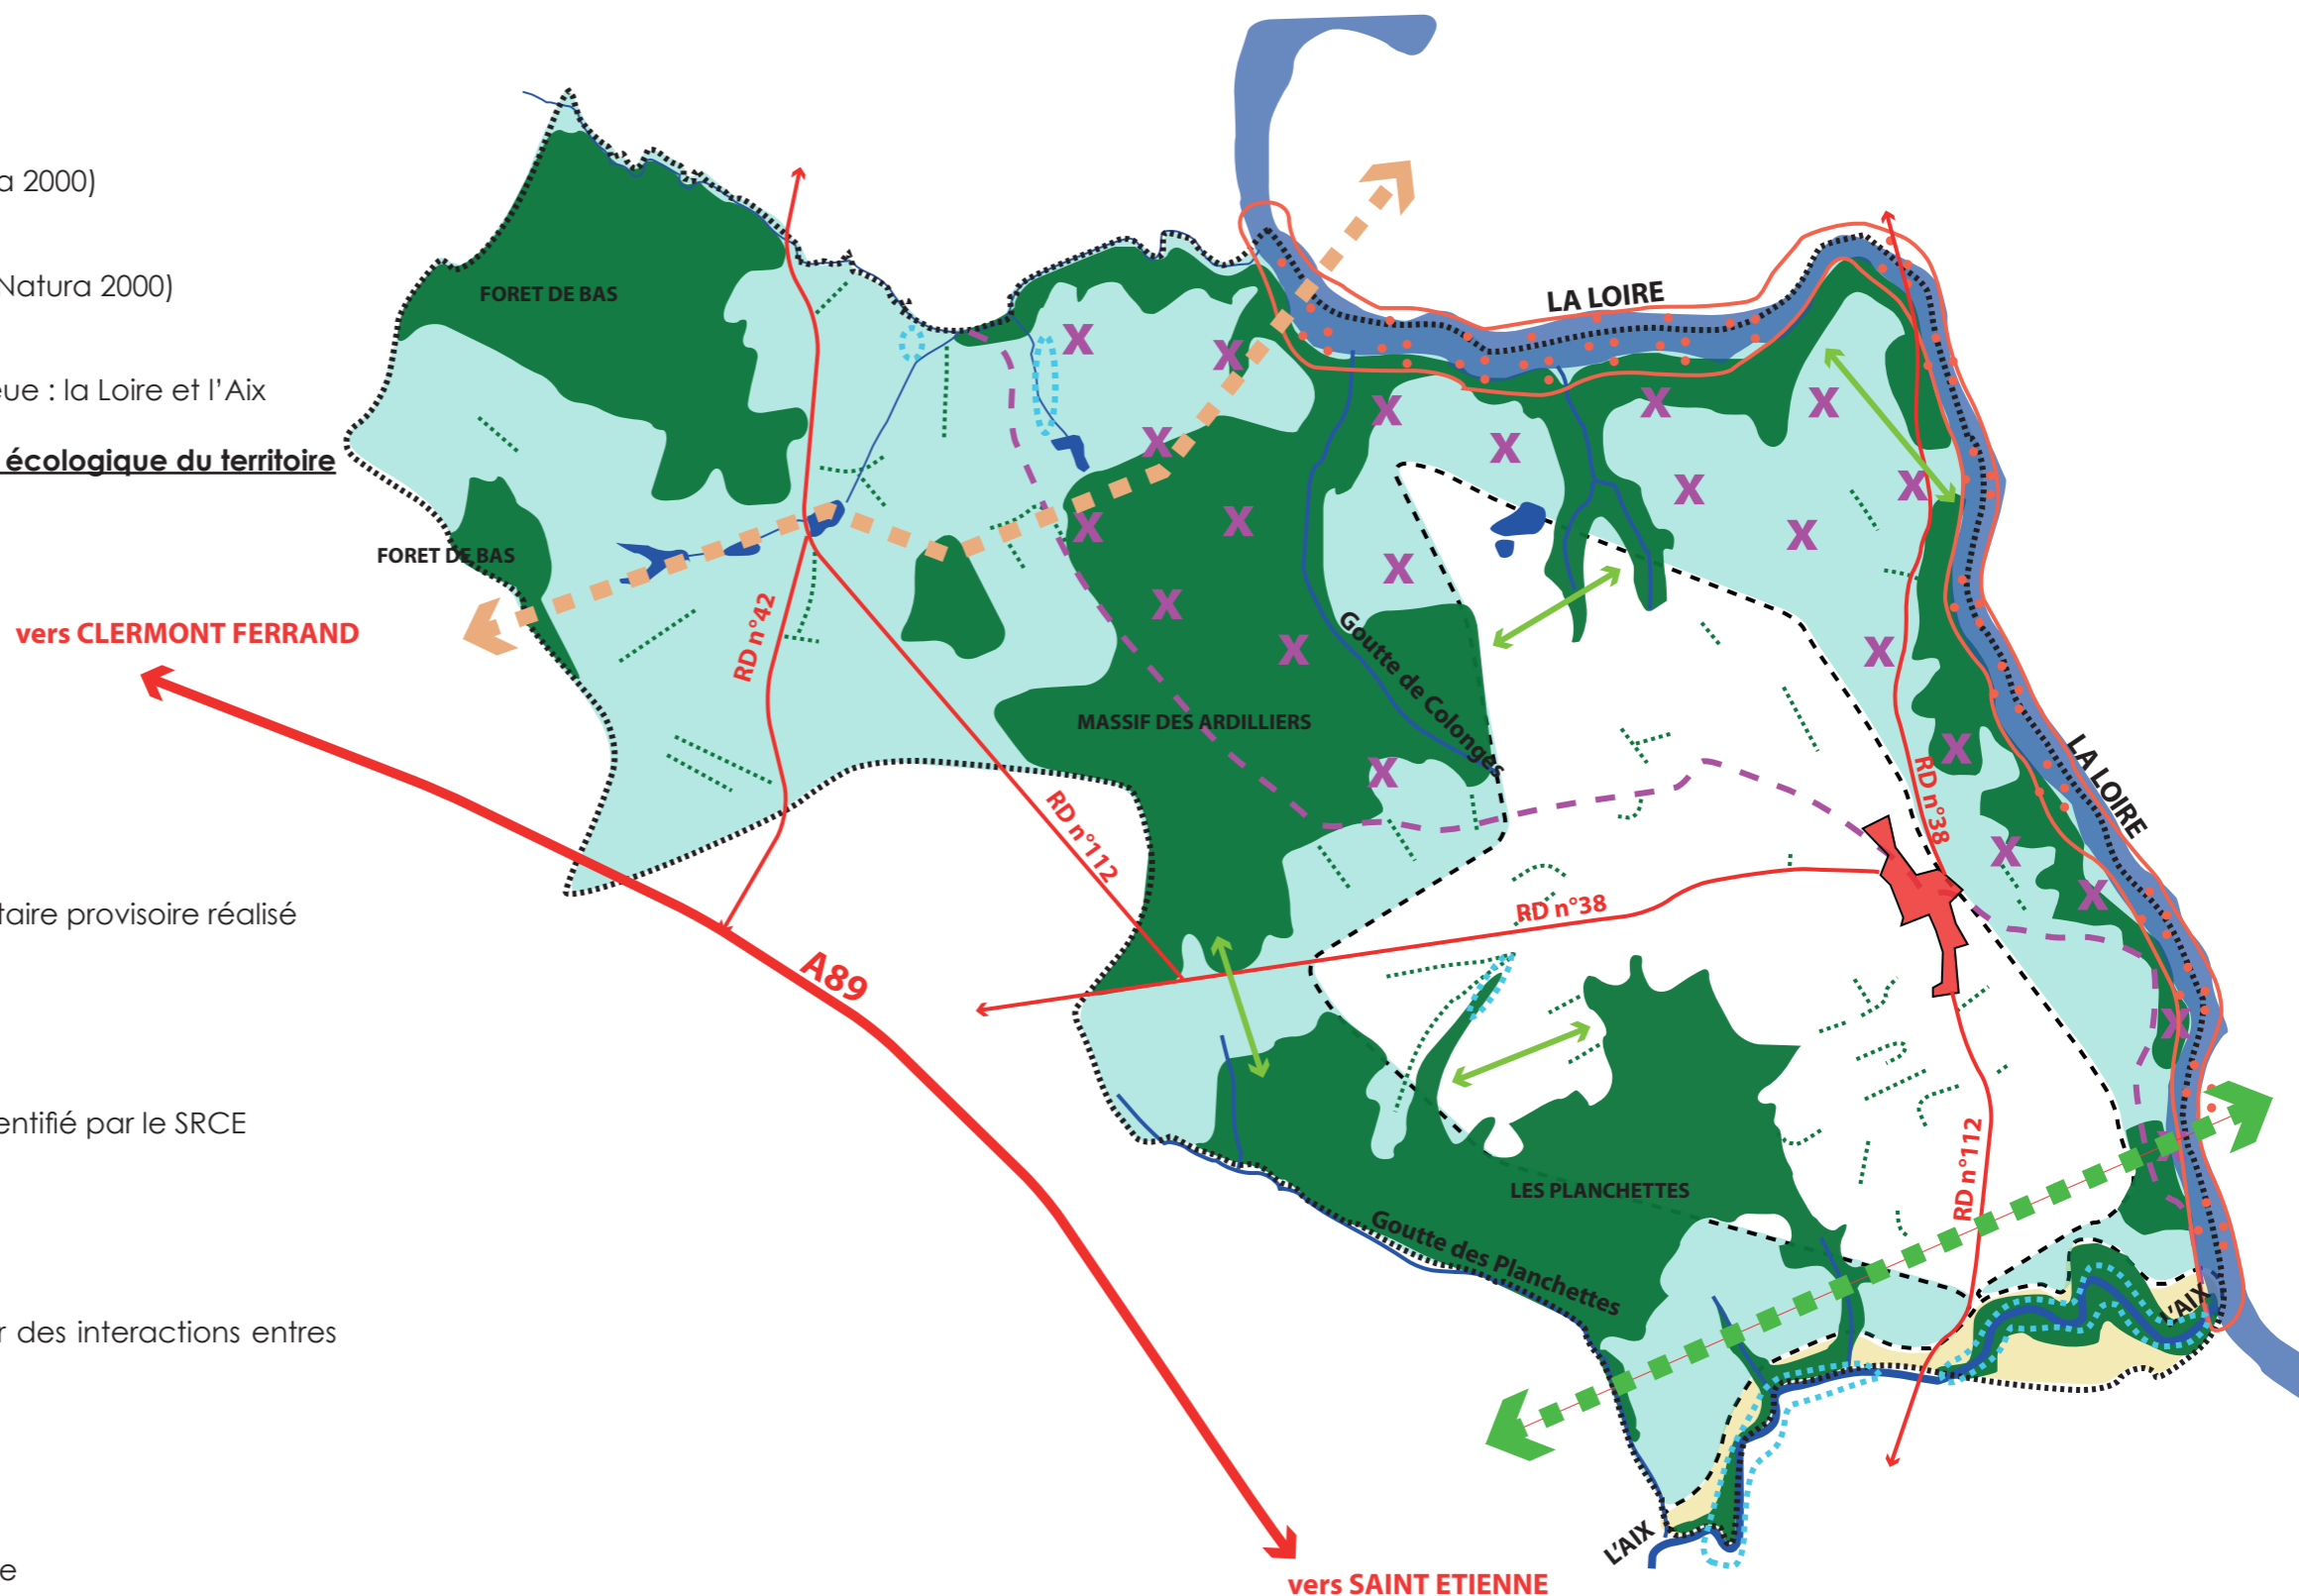 a 2000)
Natura 2000)
eue : la Loire et l'Aix
écologique du territoire
taire provisoire réalisé
entifié par le SRCE
r des interactions entres
e
FORET DE BAS
FORET DE BAS
LA LOIRE
vers CLERMONT FERRAND
RD n°42
Goutte de Colonges
MASSIF DES ARDILLIERS
RD n°112
RD n°38
LA LOIRE
RD n°38
A89
LES PLANCHETTES
Goutte des Planchettes
RD n°112
L'AIX
L'AIX
vers SAINT ETIENNE